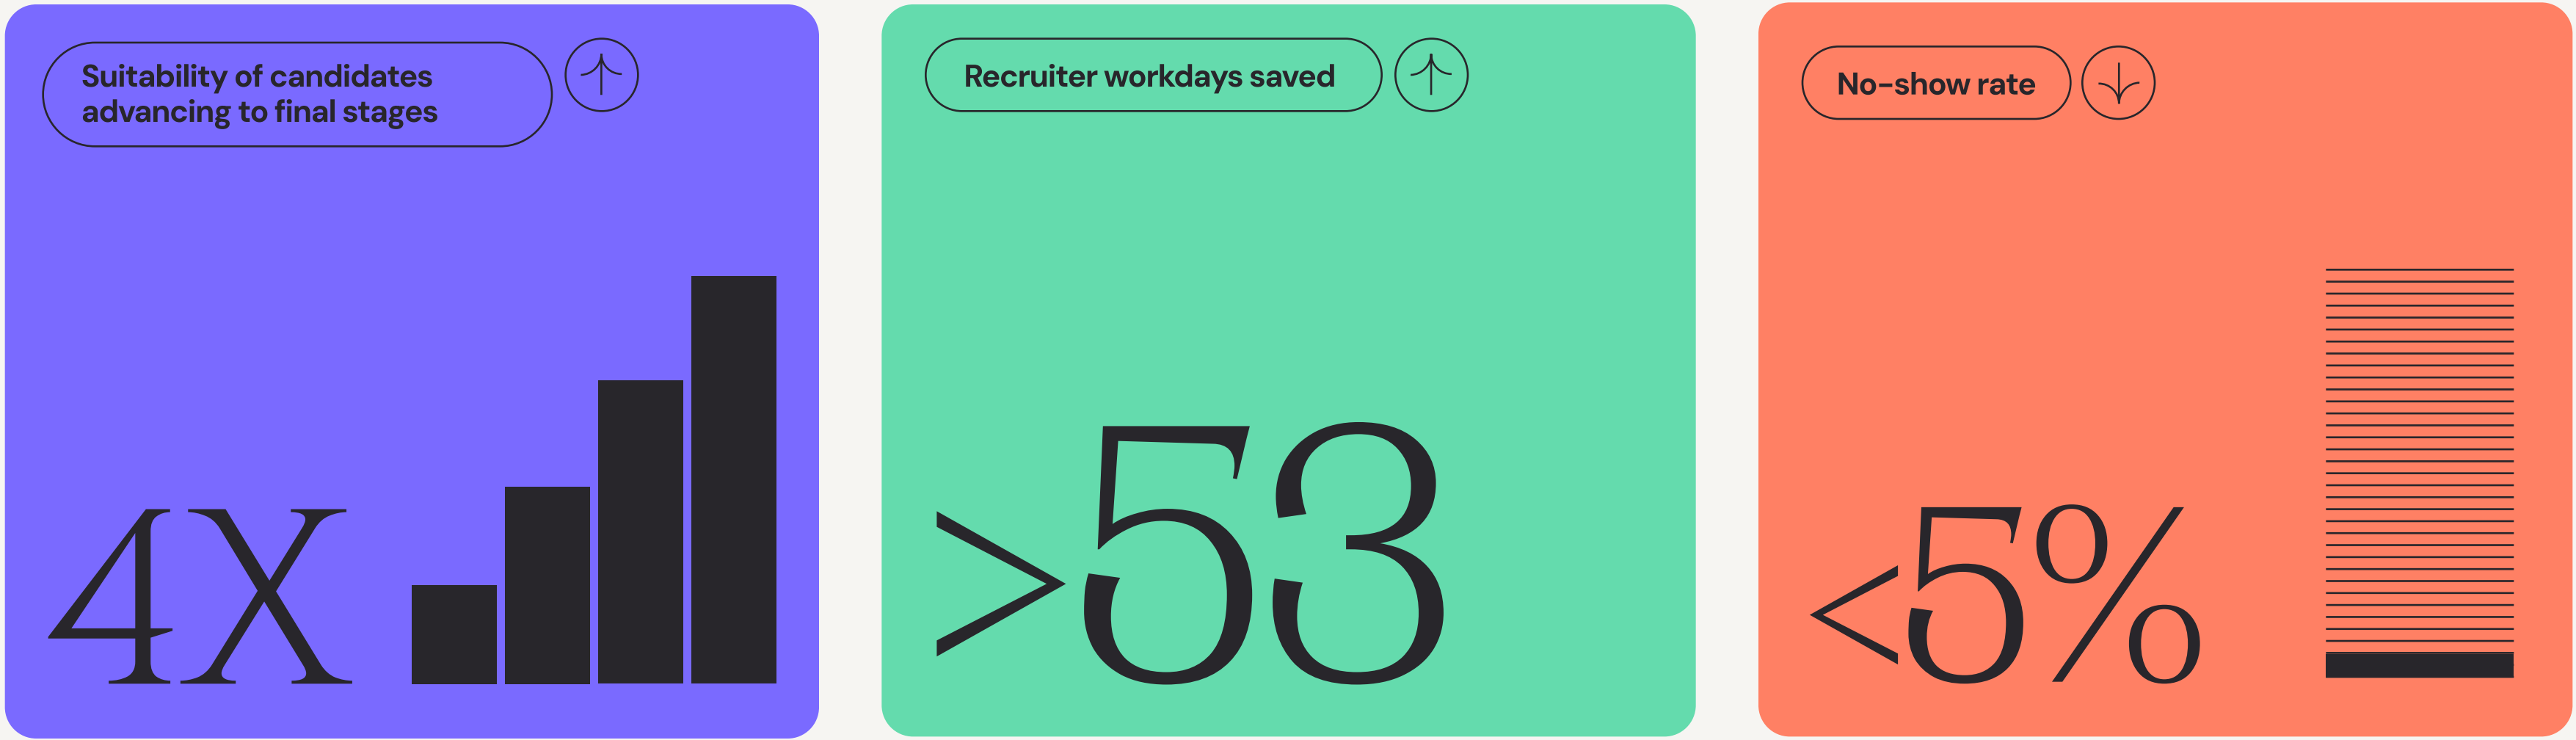 Suitability of candidates
advancing to final stages
4X
Recruiter workdays saved
>53
No-show rate
<5%